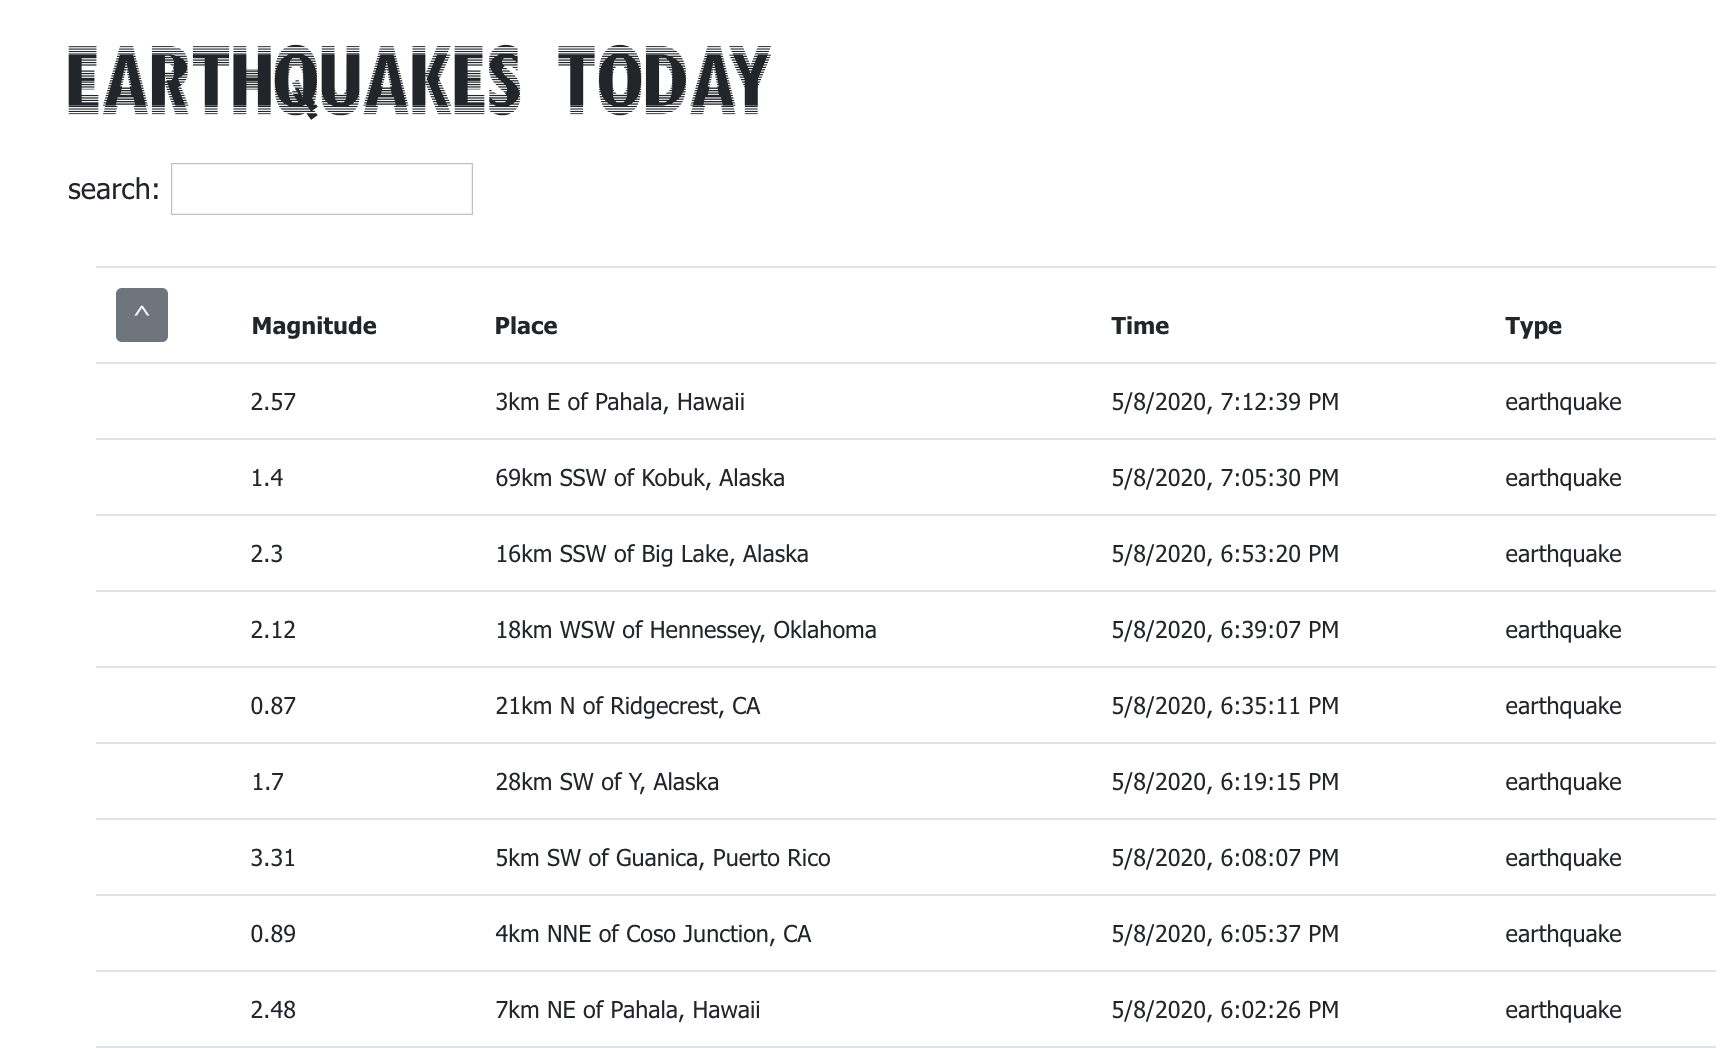 EARTHQUAKES TODAY
search:
^ Magnitude Place Time Type
2.57 3km E of Pahala, Hawaii 5/8/2020, 7:12:39 PM earthquake
1.4 69km SSW of Kobuk, Alaska 5/8/2020, 7:05:30 PM earthquake
2.3 16km SSW of Big Lake, Alaska 5/8/2020, 6:53:20 PM earthquake
2.12 18km WSW of Hennessey, Oklahoma 5/8/2020, 6:39:07 PM earthquake
0.87 21km N of Ridgecrest, CA 5/8/2020, 6:35:11 PM earthquake
1.7 28km SW of Y, Alaska 5/8/2020, 6:19:15 PM earthquake
3.31 5km SW of Guanica, Puerto Rico 5/8/2020, 6:08:07 PM earthquake
0.89 4km NNE of Coso Junction, CA 5/8/2020, 6:05:37 PM earthquake
2.48 7km NE of Pahala, Hawaii 5/8/2020, 6:02:26 PM earthquake